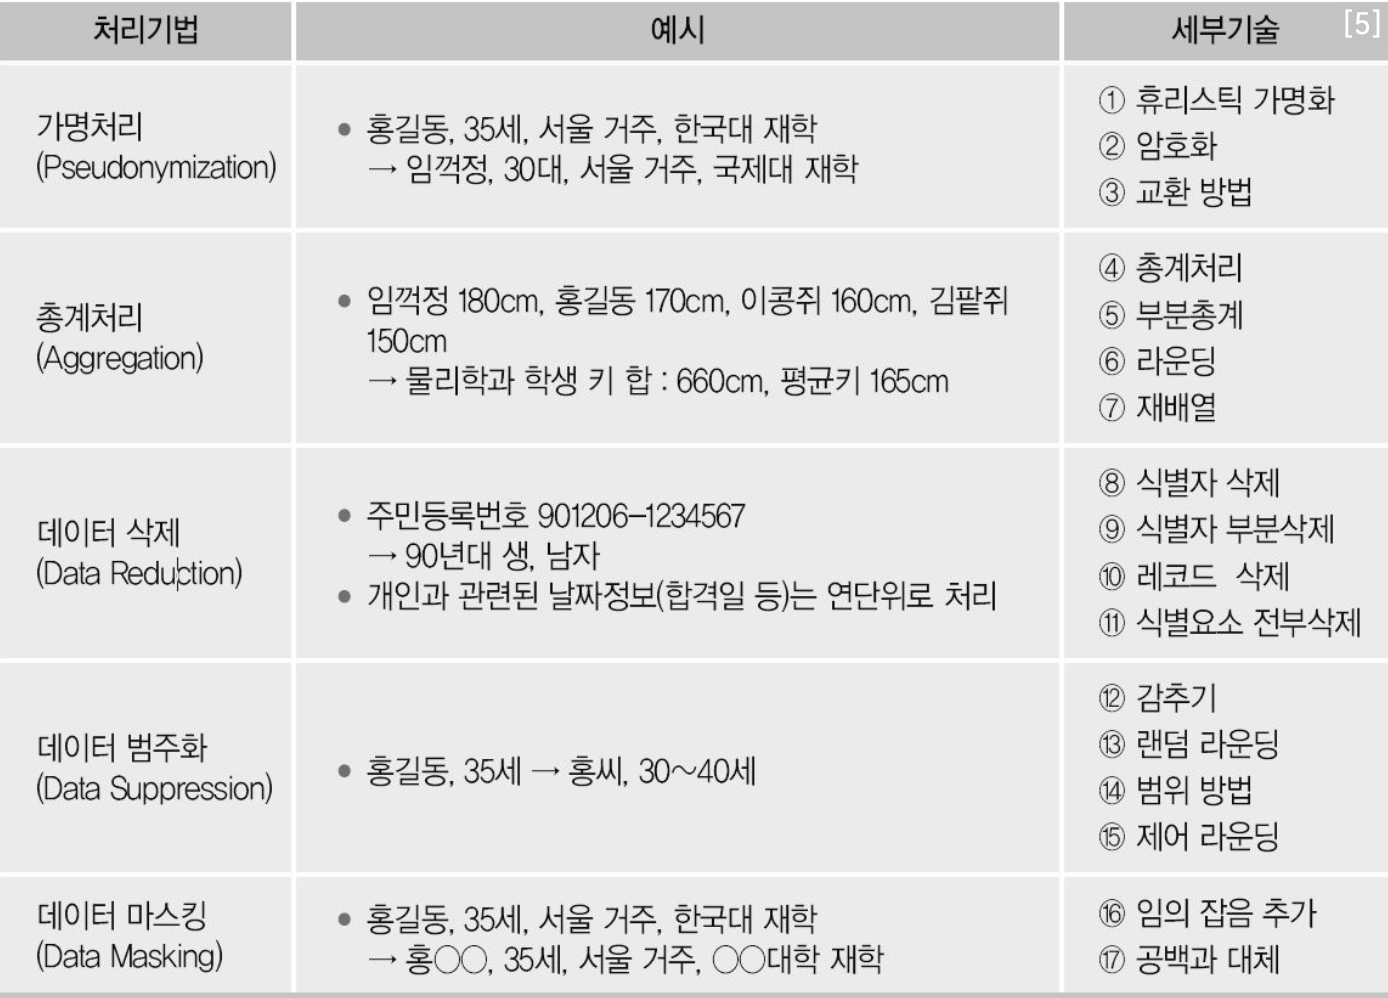 처리기법 예시 세부기술 [5]
가명처리
(Pseudonymization)
● 홍길동, 35세, 서울 거주, 한국대 재학
→ 임꺽정, 30대, 서울 거주, 국제대 재학
① 휴리스틱 가명화
② 암호화
③ 교환 방법
총계처리
(Aggregation)
● 임꺽정 180cm, 홍길동 170cm, 이콩쥐 160cm, 김팥쥐
150cm
→ 물리학과 학생 키 합 : 660cm, 평균키 165cm
④ 총계처리
⑤ 부분총계
⑥ 라운딩
⑦ 재배열
데이터 삭제
(Data Reduction)
● 주민등록번호 901206–1234567
→ 90년대 생, 남자
● 개인과 관련된 날짜정보(합격일 등)는 연단위로 처리
⑧ 식별자 삭제
⑨ 식별자 부분삭제
⑩ 레코드 삭제
⑪ 식별요소 전부삭제
데이터 범주화
(Data Suppression)
● 홍길동, 35세 → 홍씨, 30~40세
⑫ 감추기
⑬ 랜덤 라운딩
⑭ 범위 방법
⑮ 제어 라운딩
데이터 마스킹
(Data Masking)
● 홍길동, 35세, 서울 거주, 한국대 재학
→ 홍○○, 35세, 서울 거주, ○○대학 재학
⑯ 임의 잡음 추가
⑰ 공백과 대체